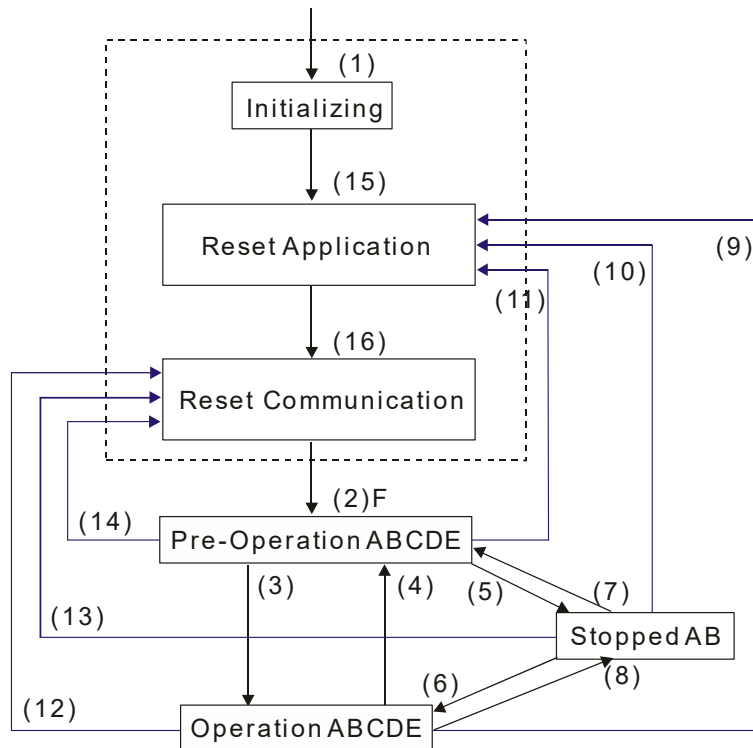 (1)
Initializing
(15)
Reset Application
(9)
(10)
(11)
(16)
Reset Communication
(2)F
(14)
Pre-Operation ABCDE
(3)
(4)
(5)
(7)
(13)
Stopped AB
(6)
(8)
(12)
Operation ABCDE